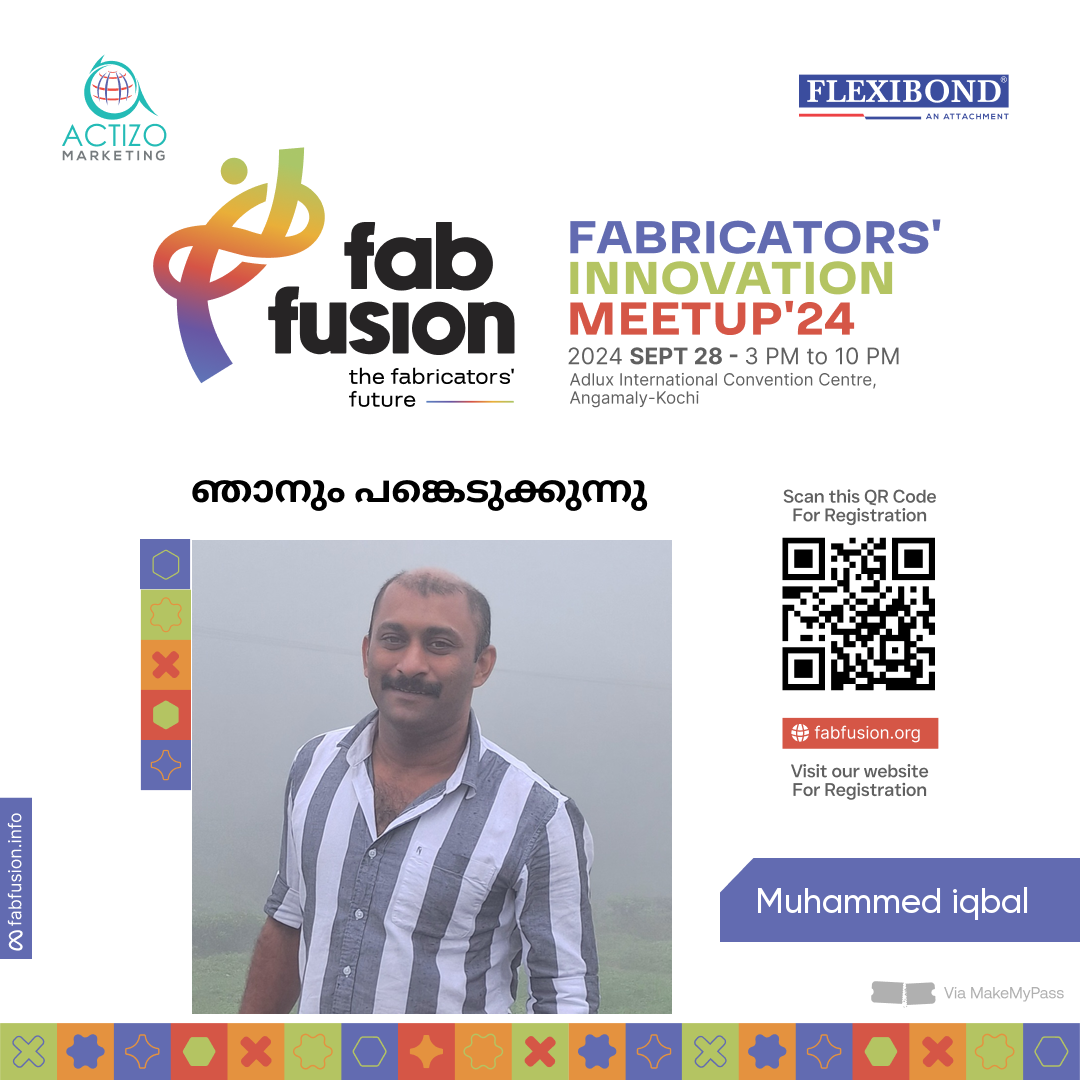 ACTIZO
MARKETING
FLEXIBOND®
AN ATTACHMENT
fab
fusion
the fabricators'
future
FABRICATORS'
INNOVATION
MEETUP'24
2024 SEPT 28 - 3 PM to 10 PM
Adlux International Convention Centre,
Angamaly-Kochi
ഞാനും പങ്കെടുക്കുന്നു
Scan this QR Code
For Registration
fabfusion.org
Visit our website
For Registration
fabfusion.info
Muhammed iqbal
Via MakeMyPass